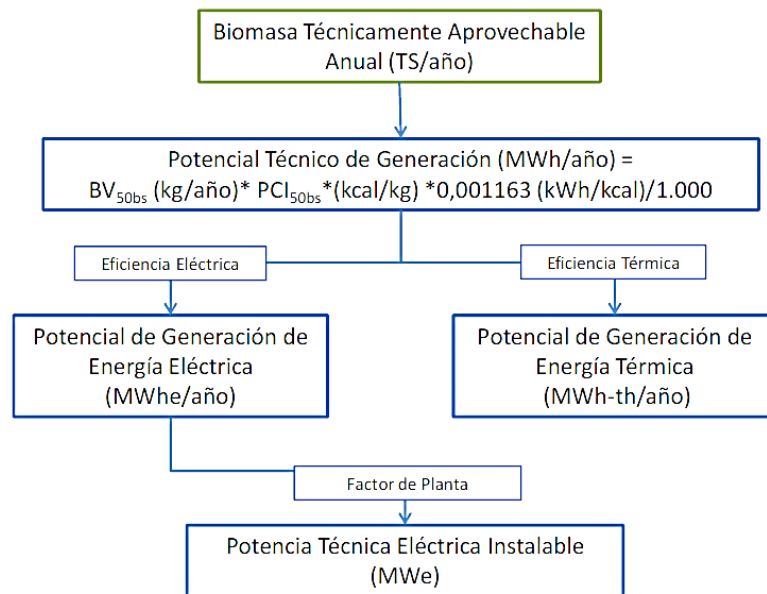 Biomasa Técnicamente Aprovechable
Anual (TS/año)
Potencial Técnico de Generación (MWh/año) =
BV50bs (kg/año)* PCI50bs*(kcal/kg) *0,001163 (kWh/kcal)/1.000
Eficiencia Eléctrica
Eficiencia Térmica
Potencial de Generación de
Energía Eléctrica
(MWhe/año)
Potencial de Generación de
Energía Térmica
(MWh-th/año)
Factor de Planta
Potencia Técnica Eléctrica Instalable
(MWe)